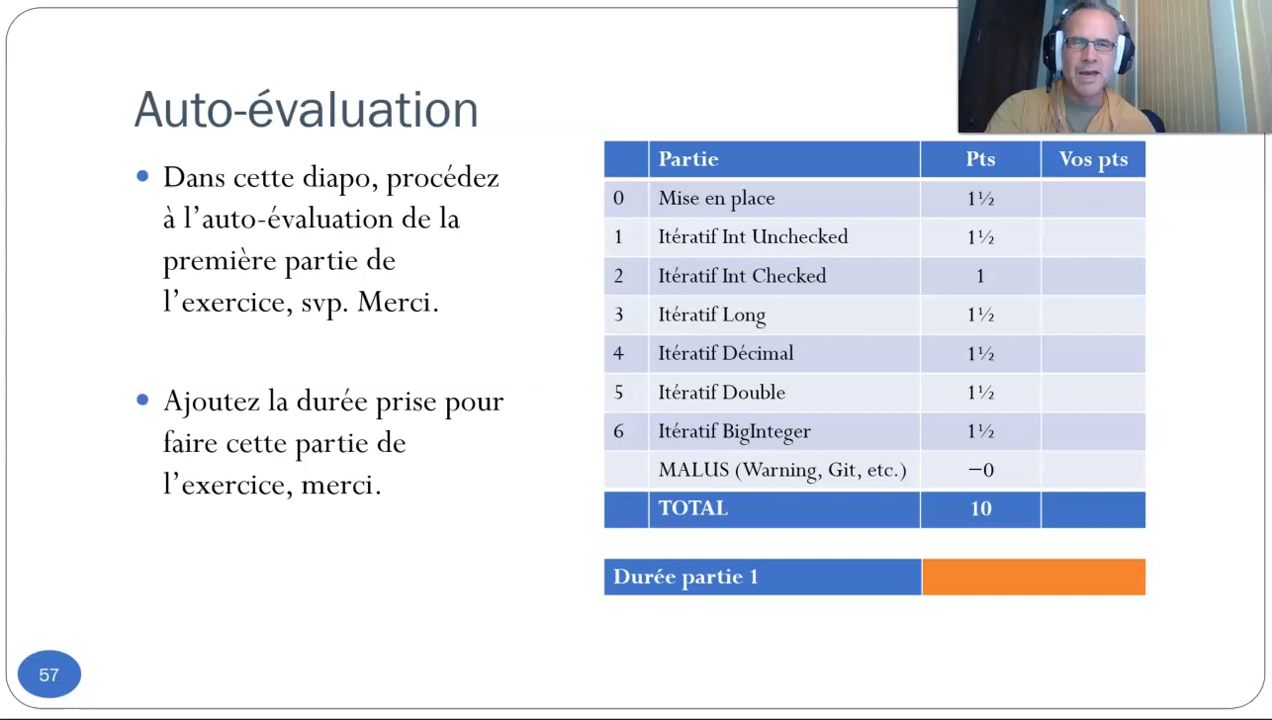 Auto-évaluation
Dans cette diapo, procédez
à l’auto-évaluation de la
première partie de
l’exercice, svp. Merci.
Ajoutez la durée prise pour
faire cette partie de
l’exercice, merci.
Partie Pts Vos pts
0 Mise en place 1½
1 Itératif Int Unchecked 1½
2 Itératif Int Checked 1
3 Itératif Long 1½
4 Itératif Décimal 1½
5 Itératif Double 1½
6 Itératif BigInteger 1½
MALUS (Warning, Git, etc.) −0
TOTAL 10
Durée partie 1
57